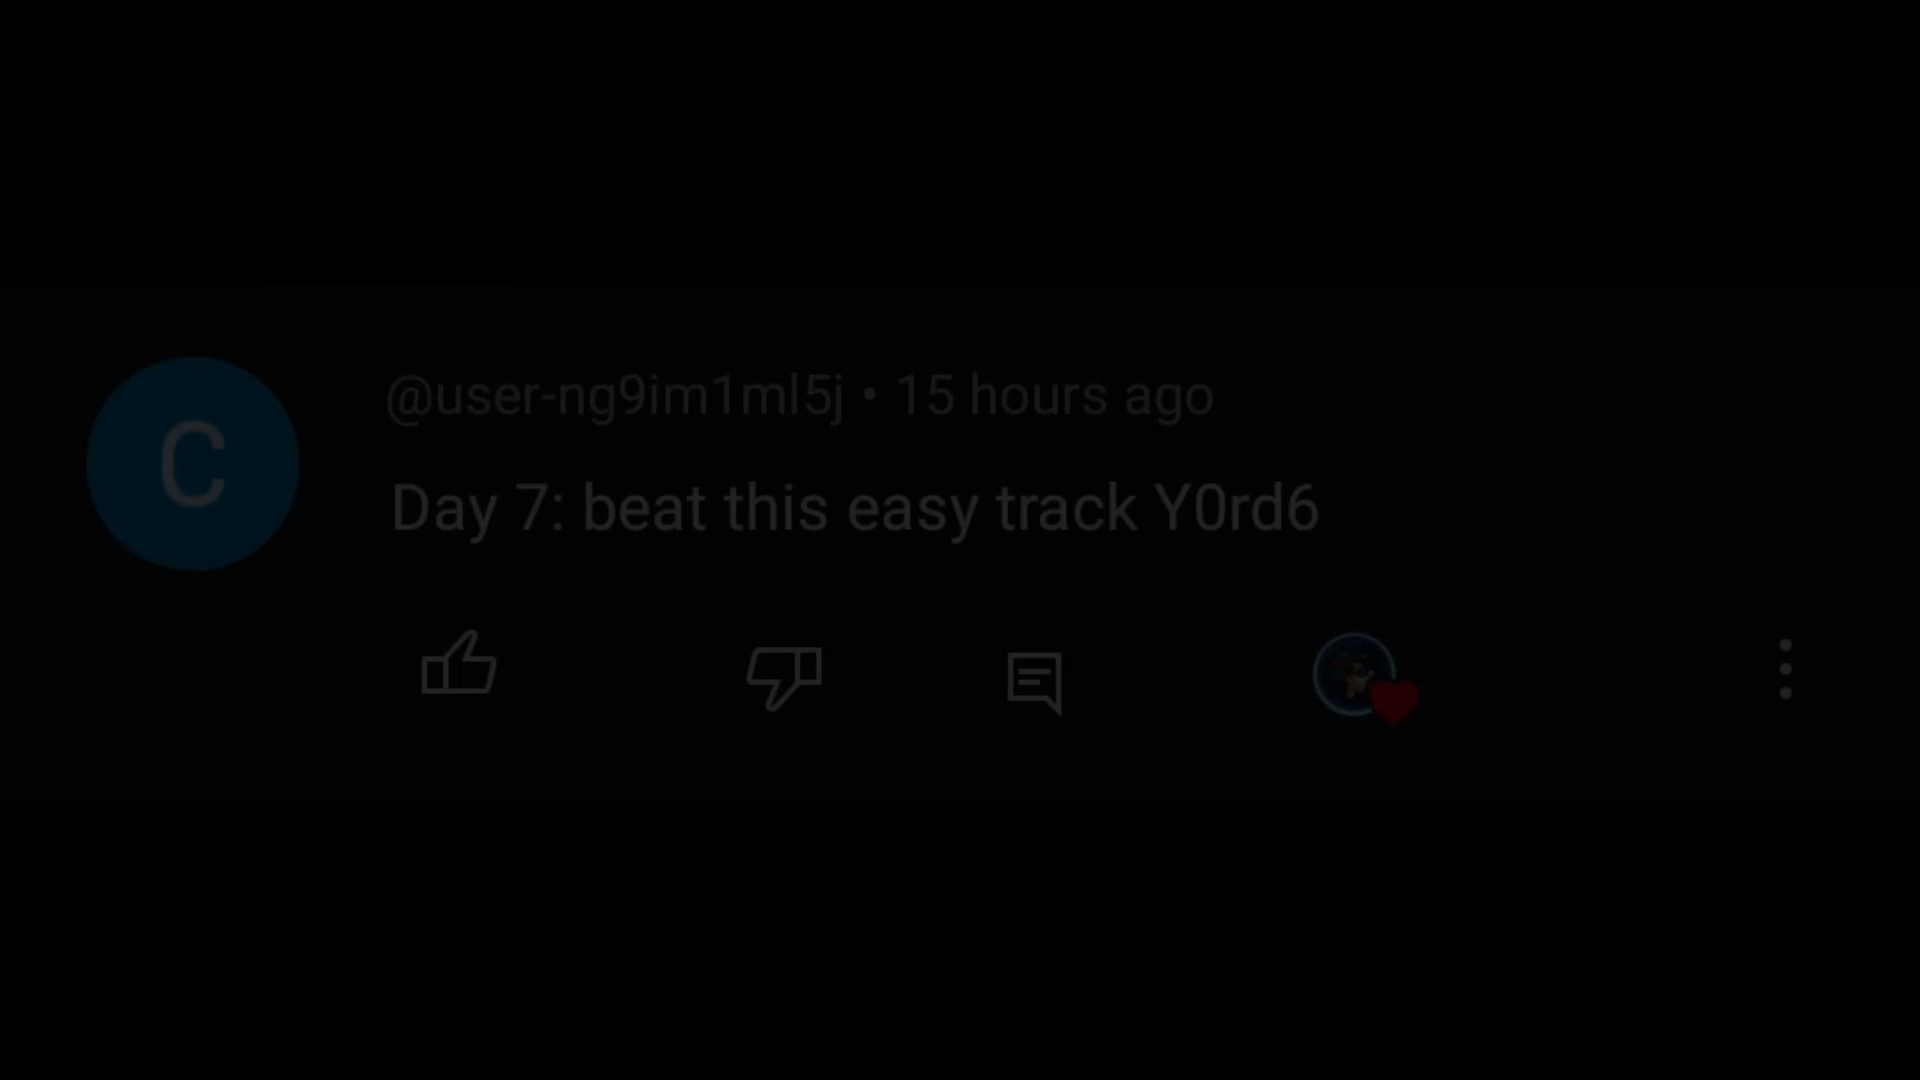 C
@user-ng9im1ml5j • 15 hours ago
Day 7: beat this easy track Y0rd6